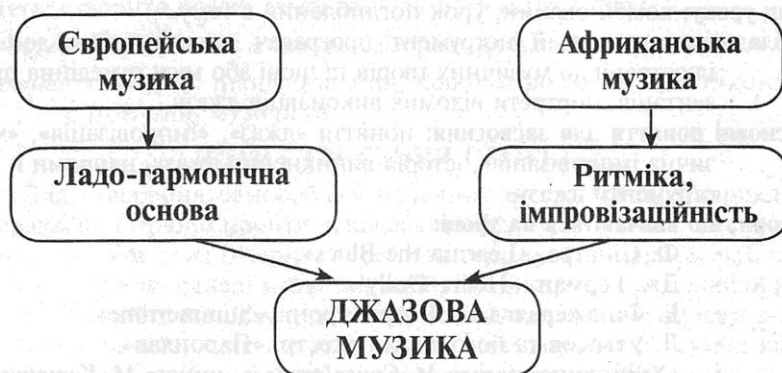 Європейська
музика
Африканська
музика
Ладо-гармонічна
основа
Ритміка,
імпровізаційність
ДЖАЗОВА
МУЗИКА